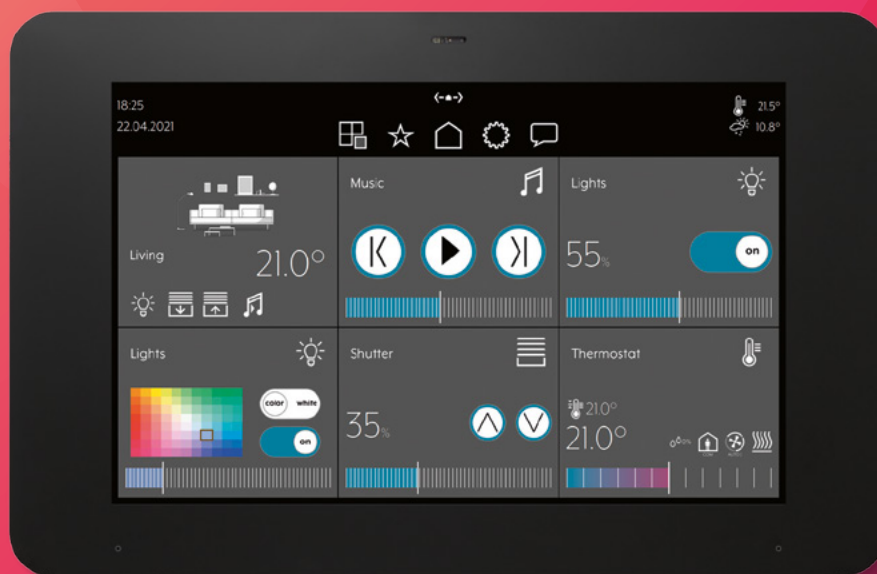 18:25
21.5°
22.04.2021
10.8°
Music
Lights
Living
21.0°
55%
on
Lights
Shutter
Thermostat
color
white
on
35%
21.0°
21.0°